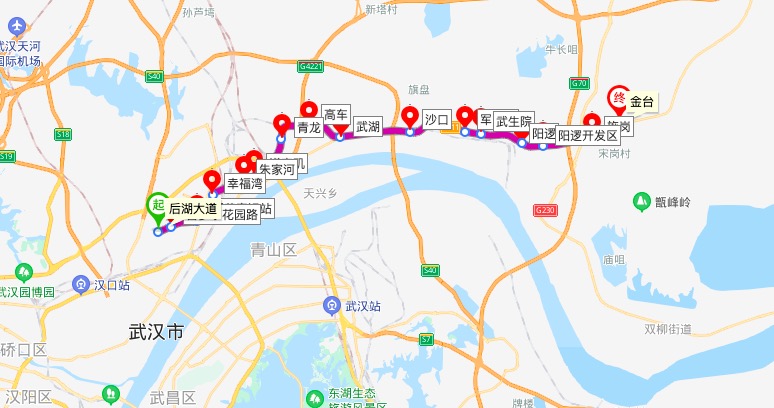 孙芦塆
新塔村
武汉天河
国际机场
牛长咀
S40
G4221
G70
旗盘
终
金台
高车
沙口
军
武生院
青龙
武湖
阳逻
阳逻开发区
S18
宋岗村
S19
朱家河
幸福湾
天兴乡
甑峰岭
起
后湖大道
花园路
站
G230
青山区
庙咀
武汉园博园
汉口站
S40
武汉站
双柳街道
武汉市
S7
硚口区
东湖生态
旅游风景区
汉阳区
武昌区
牌楼